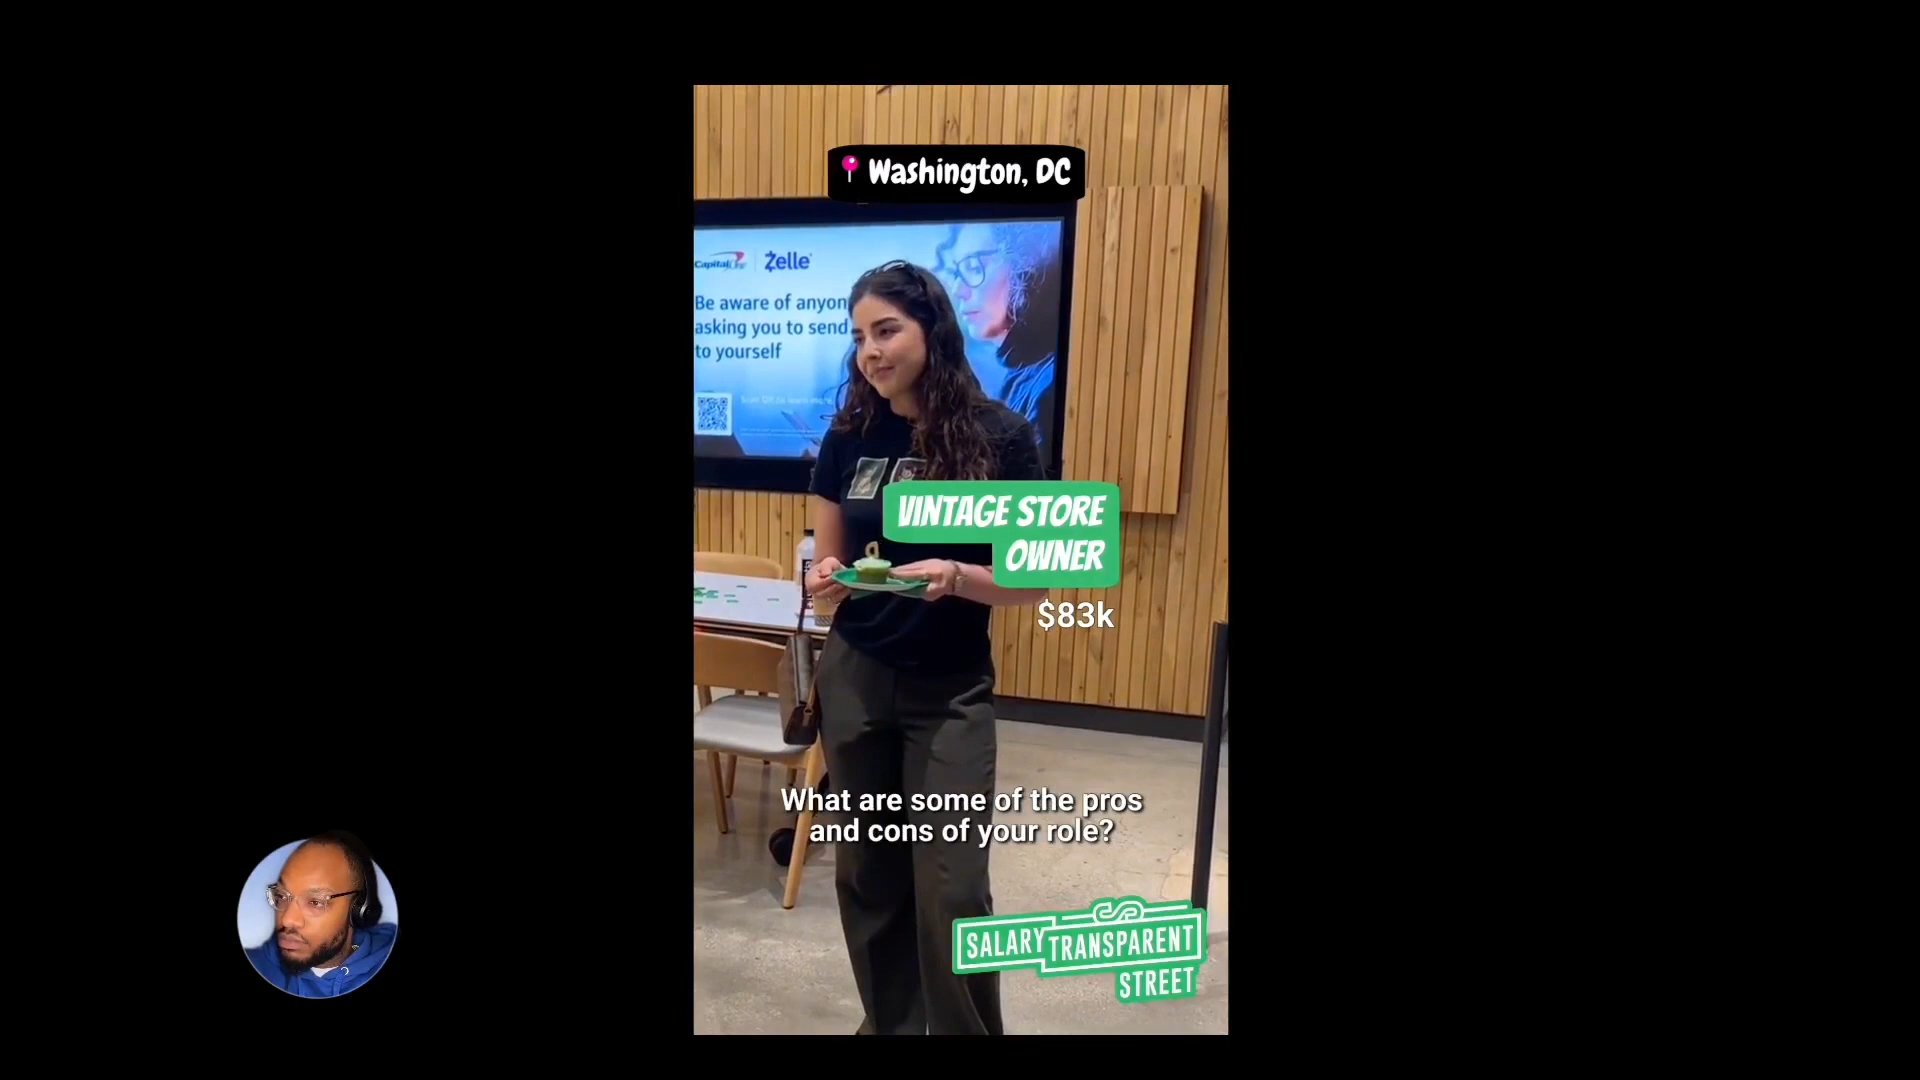 Washington, DC
CapitalOne
Zelle
Be aware of anyon
asking you to send
to yourself
VINTAGE STORE
OWNER
$83k
What are some of the pros
and cons of your role?
SALARY TRANSPARENT
STREET